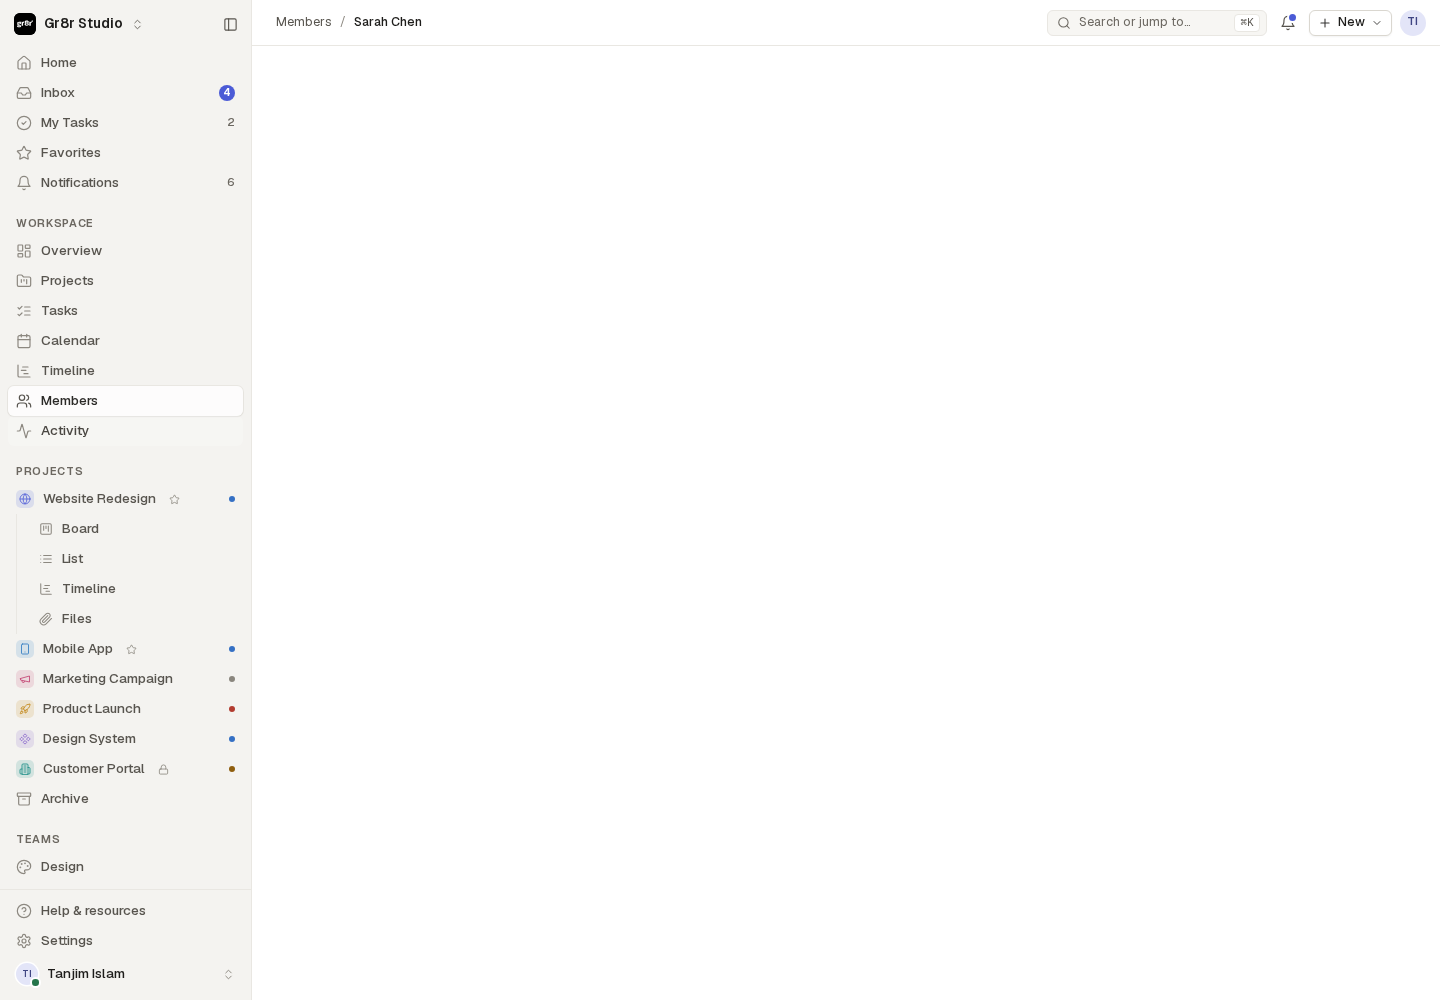 gr8r
Gr8r Studio
Members / Sarah Chen
Search or jump to... ⌘K
New
TI
Home
Inbox 4
My Tasks 2
Favorites
Notifications 6
WORKSPACE
Overview
Projects
Tasks
Calendar
Timeline
Members
Activity
PROJECTS
Website Redesign
Board
List
Timeline
Files
Mobile App
Marketing Campaign
Product Launch
Design System
Customer Portal
Archive
TEAMS
Design
Help & resources
Settings
TI Tanjim Islam